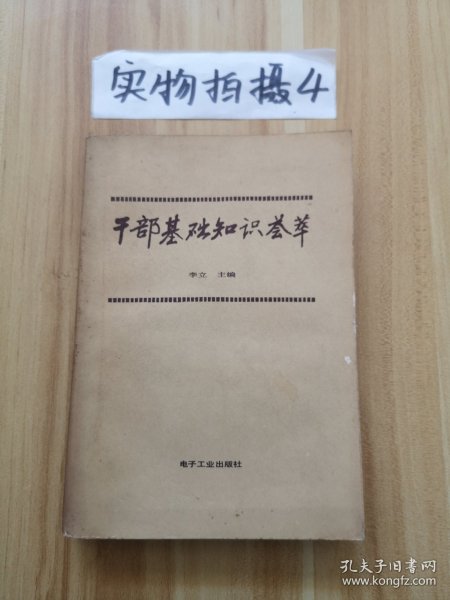 实物拍摄4
干部基础知识荟萃
李立 主编
电子工业出版社
孔夫子旧书网
www.kongfz.com